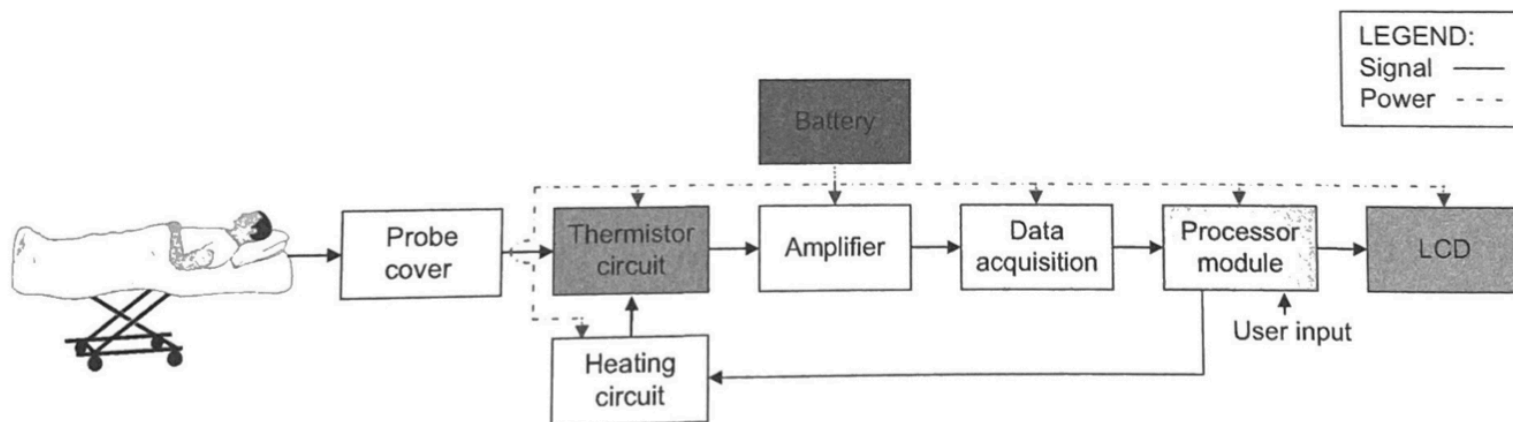 LEGEND:
Signal
Power
Battery
Probe
cover
Thermistor
circuit
Amplifier
Data
acquisition
Processor
module
LCD
User input
Heating
circuit